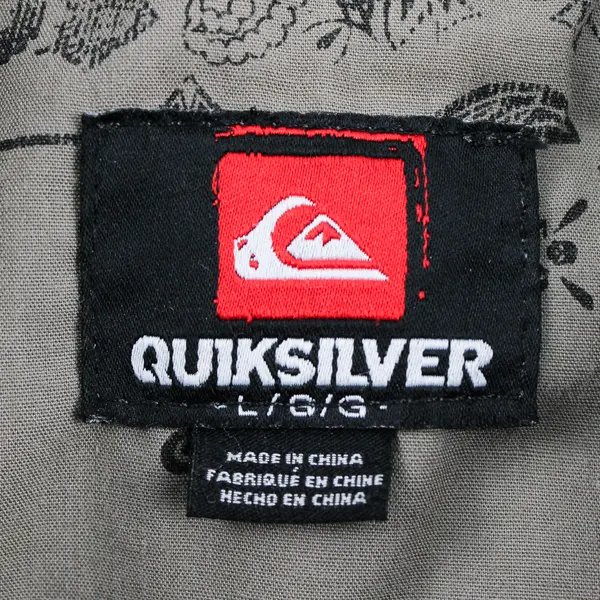 QUIKSILVER
- L/G/G -
MADE IN CHINA
FABRIQUÉ EN CHINE
HECHO EN CHINA